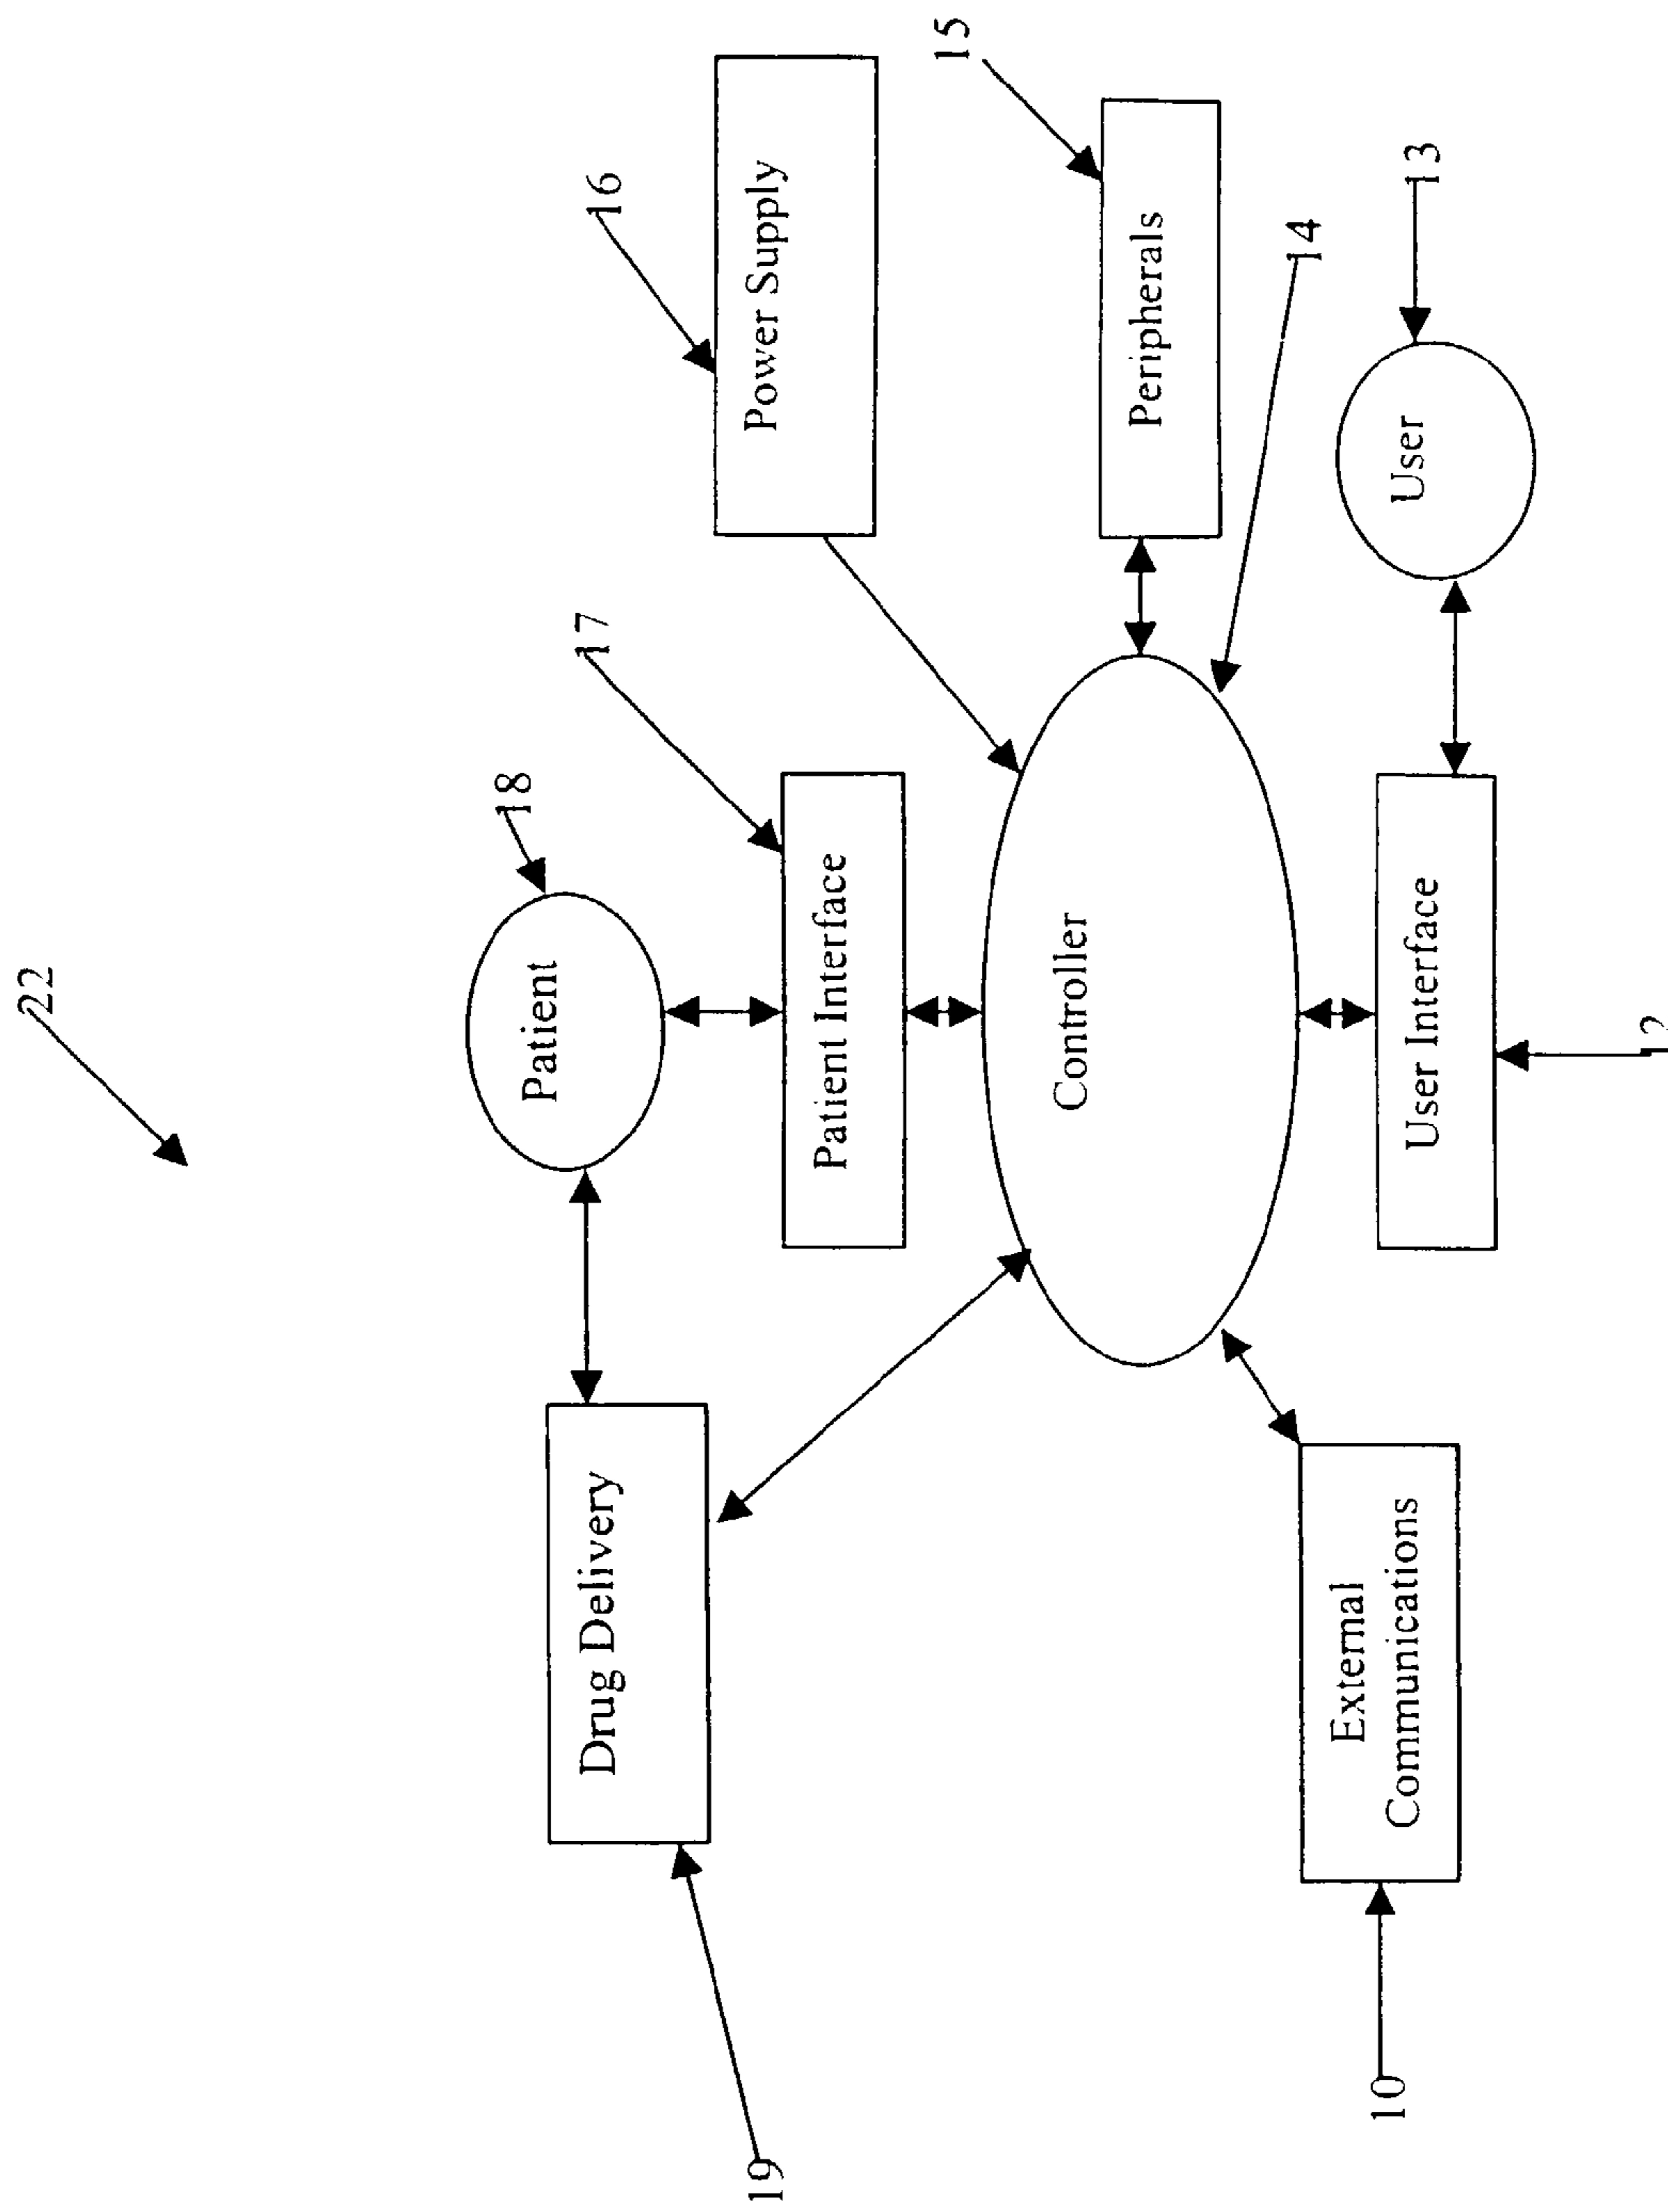 22
18
Patient
17
16
Drug Delivery
19
Power Supply
Patient Interface
15
Controller
Peripherals
14
External
Communications
10
User Interface
User
13
12